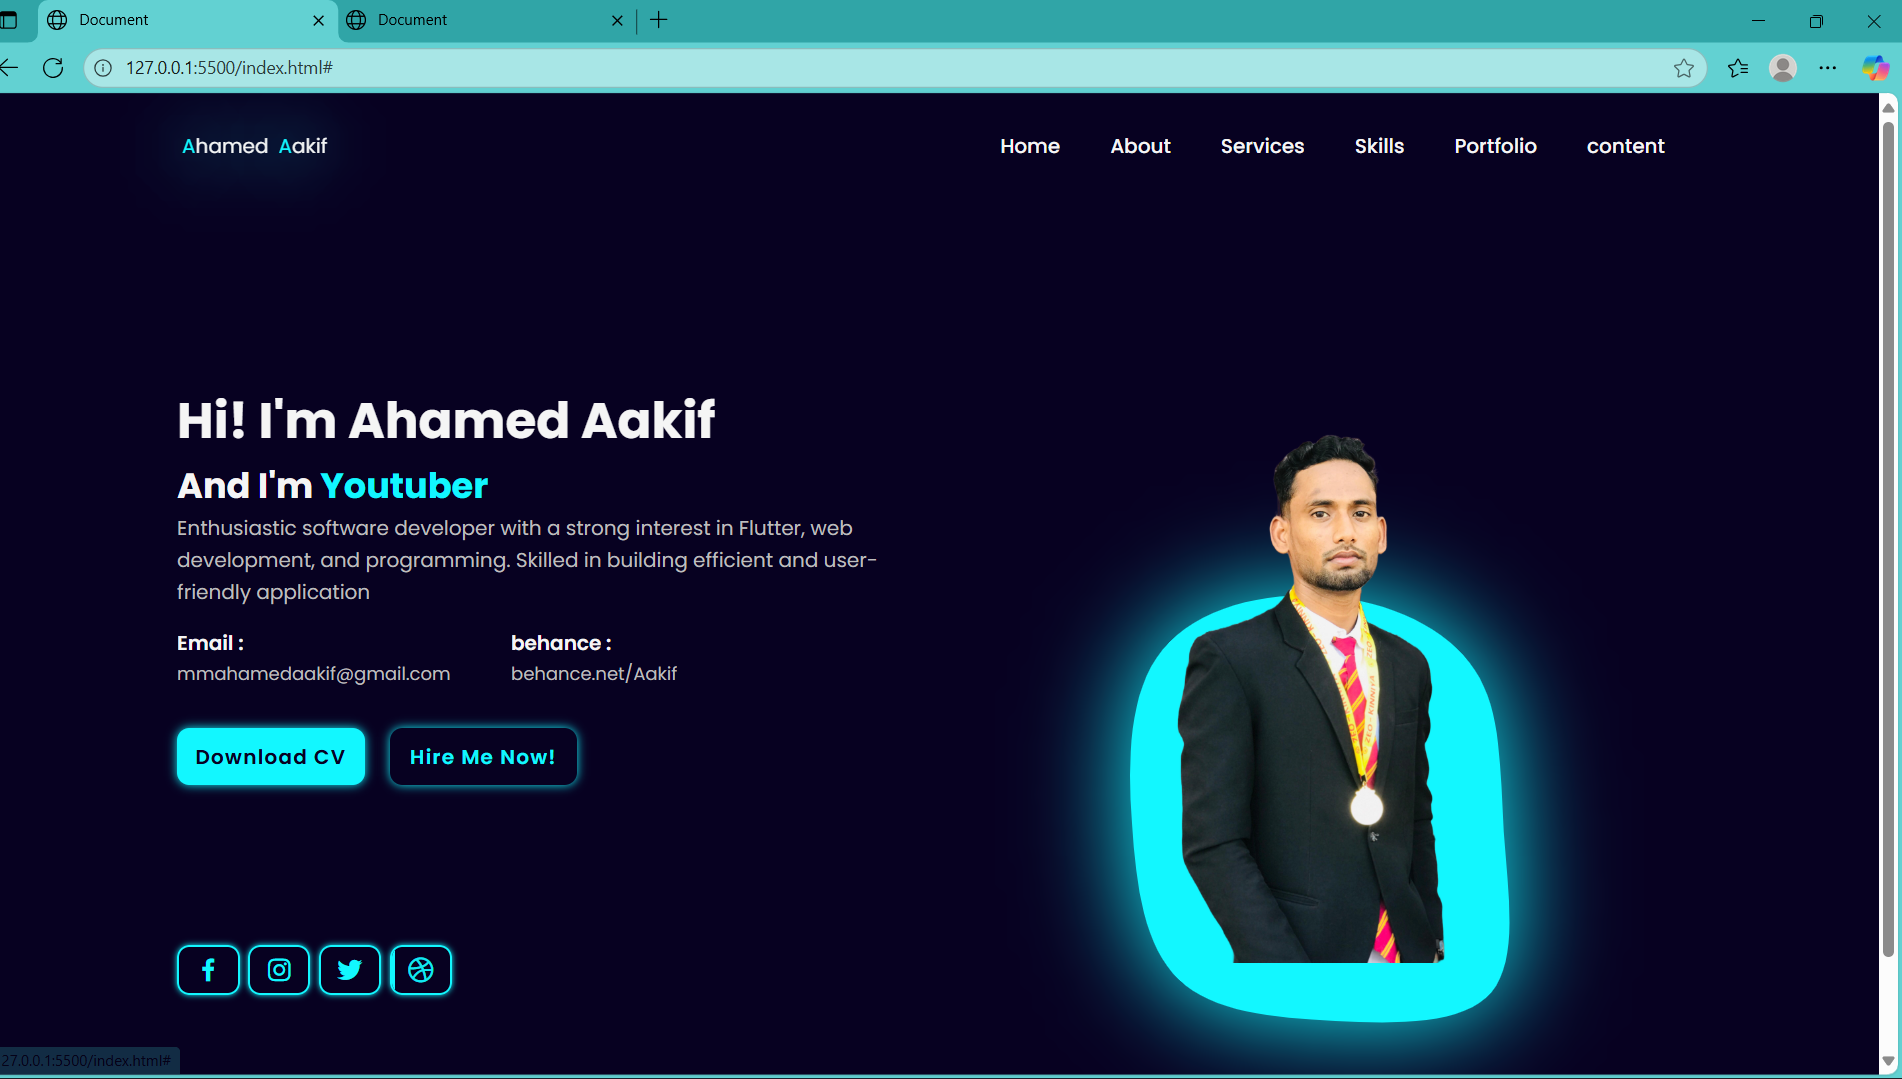 Document
Document
127.0.0.1:5500/index.html#
Ahamed Aakif
Home About Services Skills Portfolio content
Hi! I'm Ahamed Aakif
And I'm Youtuber
Enthusiastic software developer with a strong interest in Flutter, web
development, and programming. Skilled in building efficient and user-
friendly application
Email :
mmahamedaakif@gmail.com
behance :
behance.net/Aakif
Download CV
Hire Me Now!
27.0.0.1:5500/index.html#